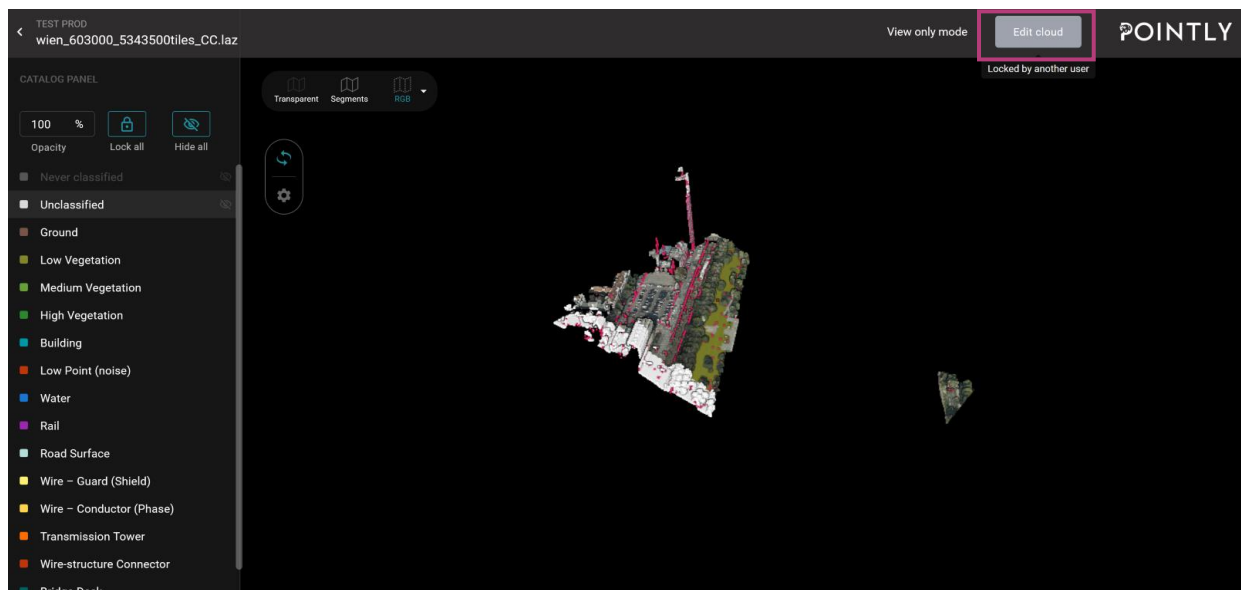 TEST PROD
wien_603000_5343500tiles_CC.laz
View only mode
Edit cloud
POINTLY
Locked by another user
CATALOG PANEL
100 %
Opacity
Lock all
Hide all
Transparent
Segments
RGB
Never classified
Unclassified
Ground
Low Vegetation
Medium Vegetation
High Vegetation
Building
Low Point (noise)
Water
Rail
Road Surface
Wire – Guard (Shield)
Wire – Conductor (Phase)
Transmission Tower
Wire-structure Connector
Bridge Deck